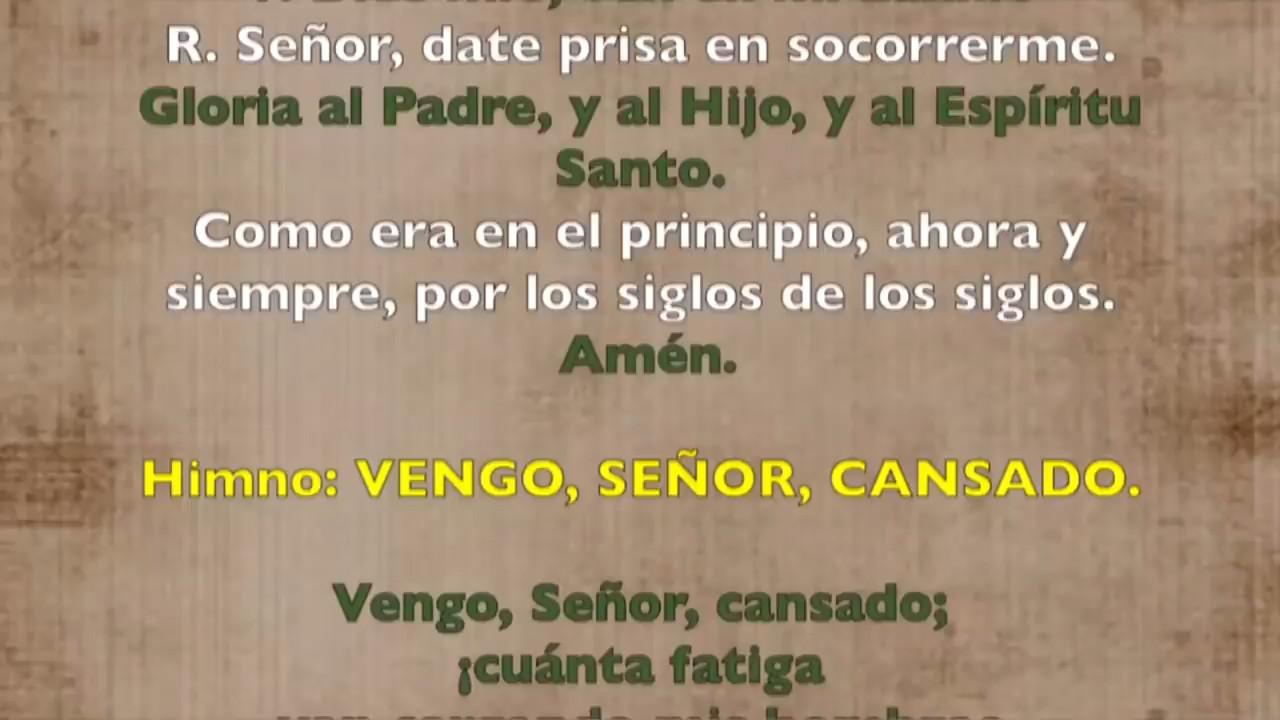 R. Señor, date prisa en socorrerme.
Gloria al Padre, y al Hijo, y al Espíritu
Santo.
Como era en el principio, ahora y
siempre, por los siglos de los siglos.
Amén.
Himno: VENGO, SEÑOR, CANSADO.
Vengo, Señor, cansado;
¡cuánta fatiga